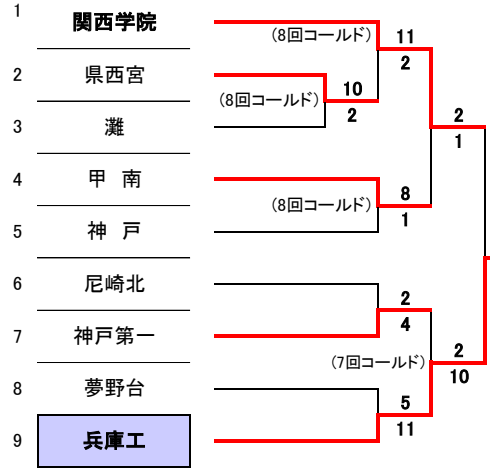 1 関西学院
(8回コールド) 11
2
2 県西宮
(8回コールド) 10
2
3 灘
2
1
4 甲 南
(8回コールド) 8
1
5 神 戸
6 尼崎北
2
4
7 神戸第一
(7回コールド) 2
10
8 夢野台
5
11
9 兵庫工